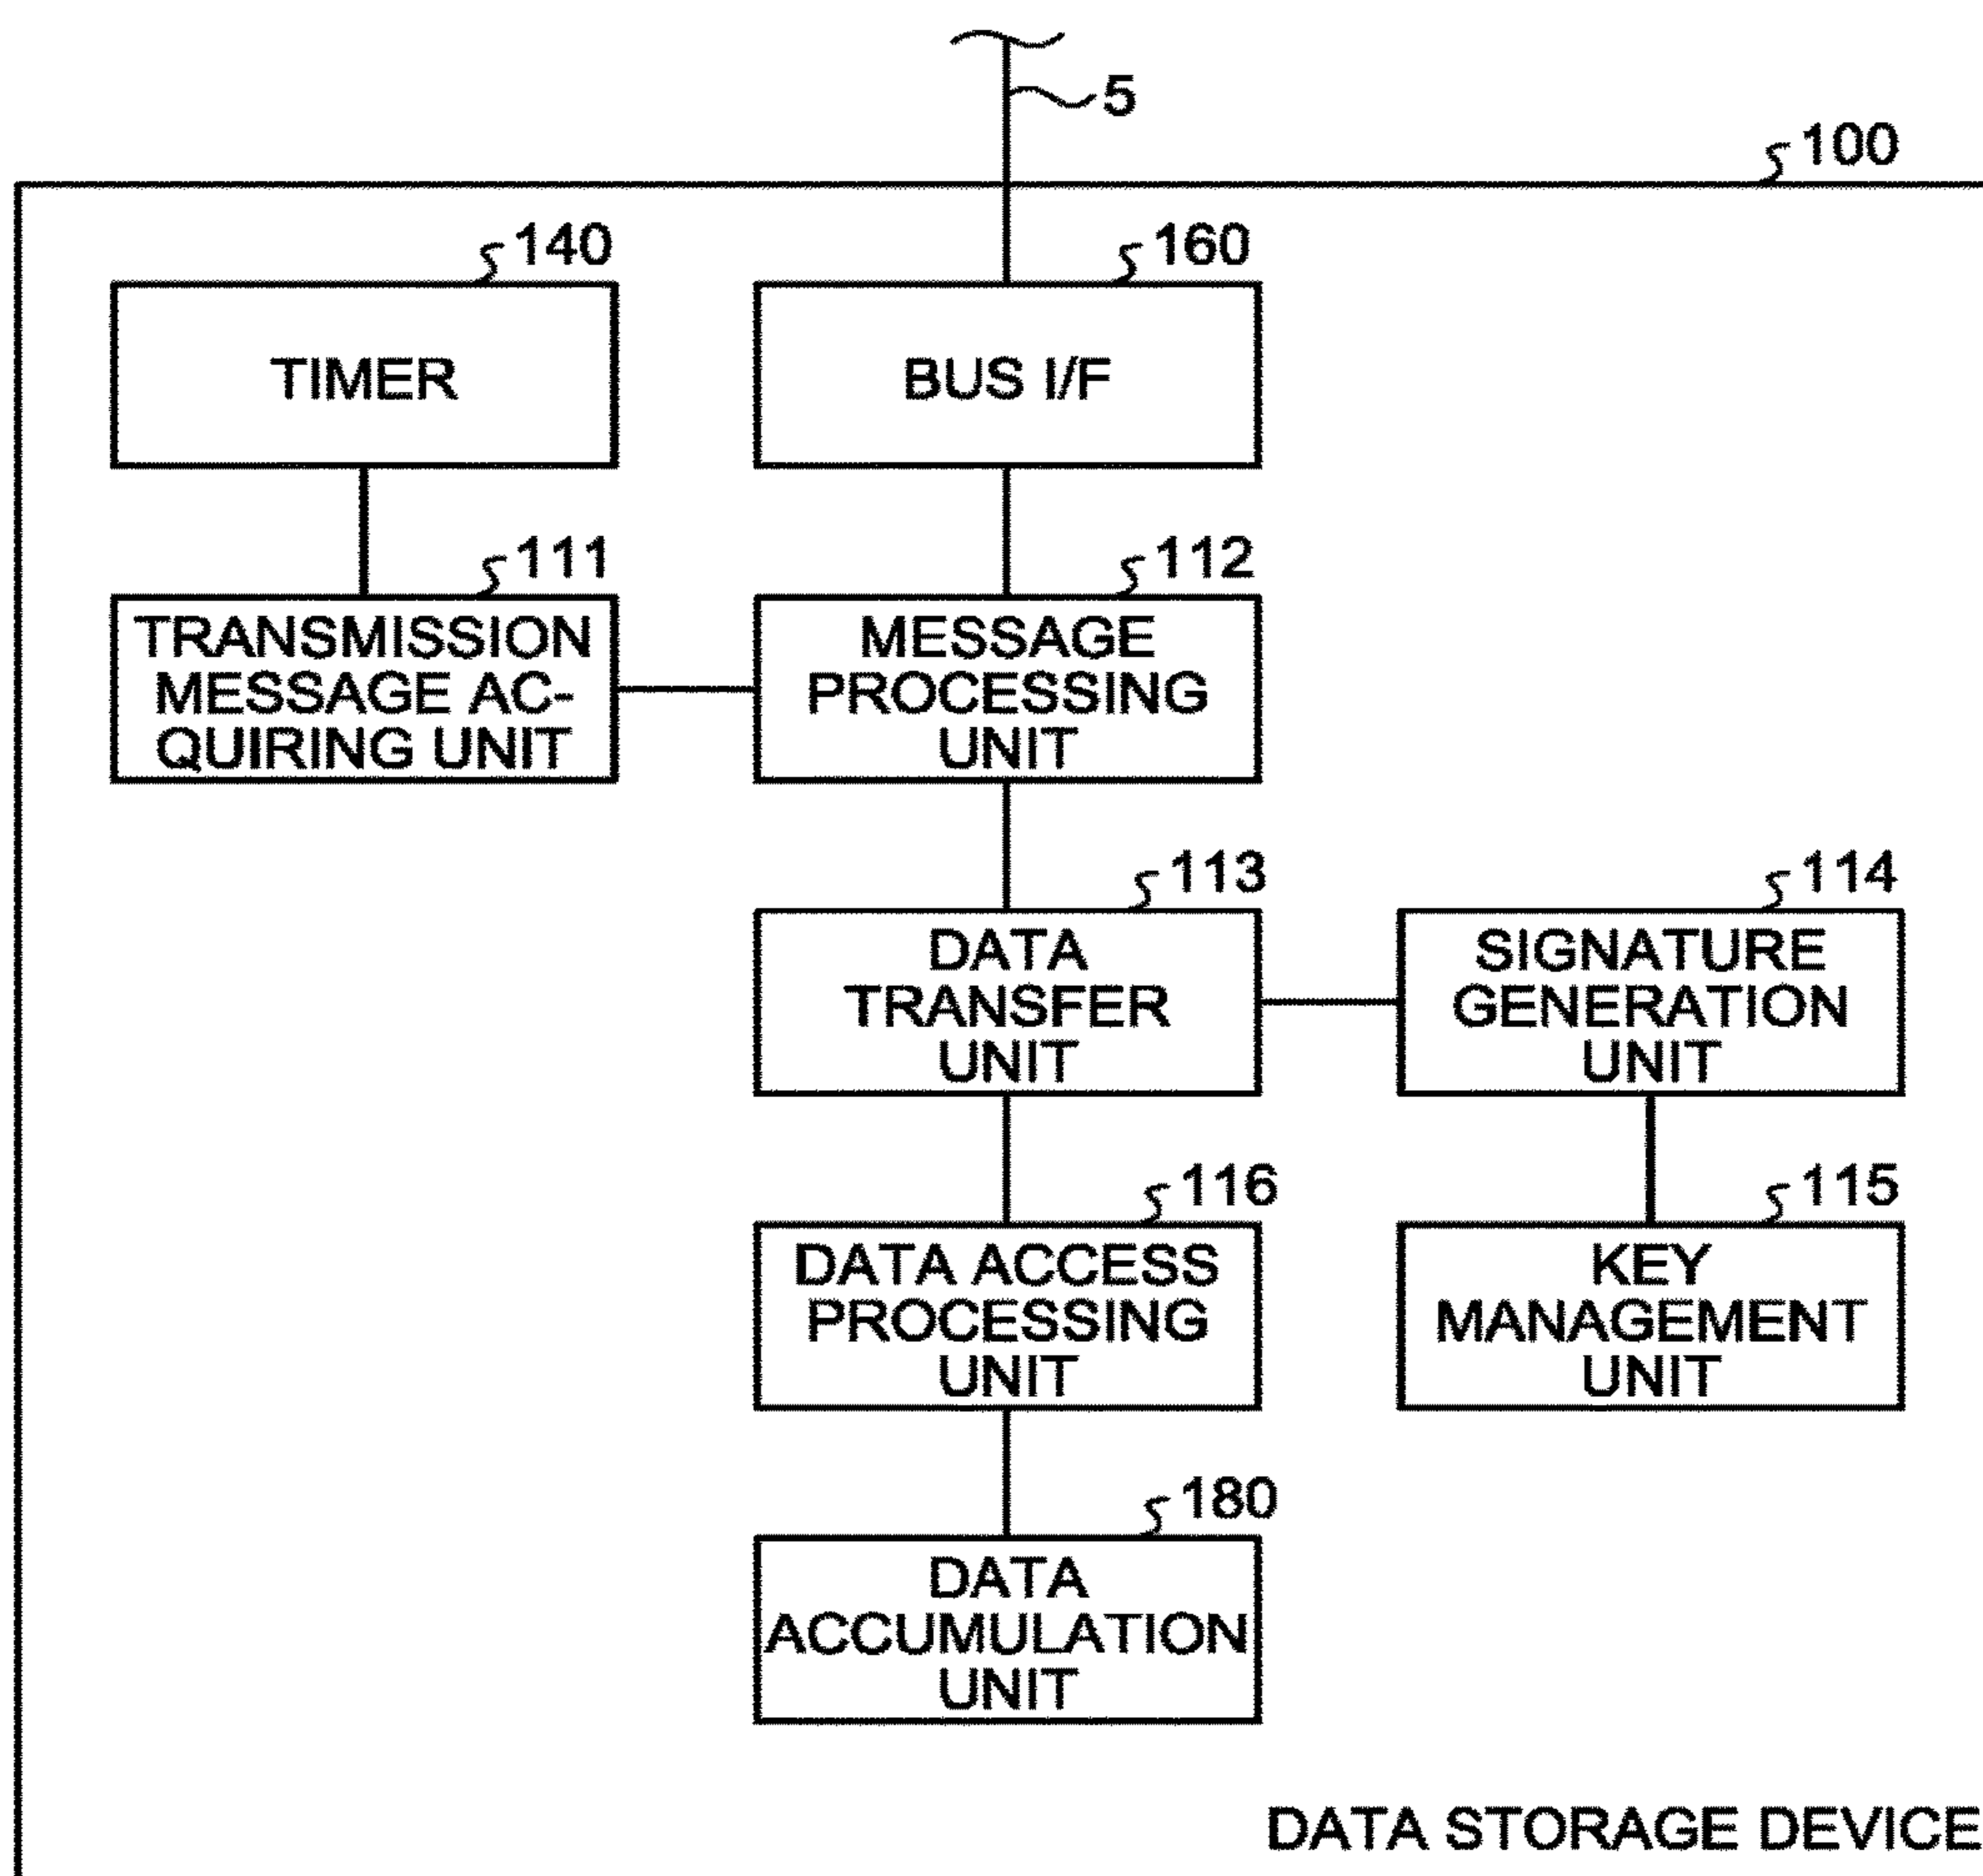 5
100
140
160
TIMER
BUS I/F
111
112
TRANSMISSION
MESSAGE AC-
QUIRING UNIT
MESSAGE
PROCESSING
UNIT
113
114
DATA
TRANSFER
UNIT
SIGNATURE
GENERATION
UNIT
116
115
DATA ACCESS
PROCESSING
UNIT
KEY
MANAGEMENT
UNIT
180
DATA
ACCUMULATION
UNIT
DATA STORAGE DEVICE